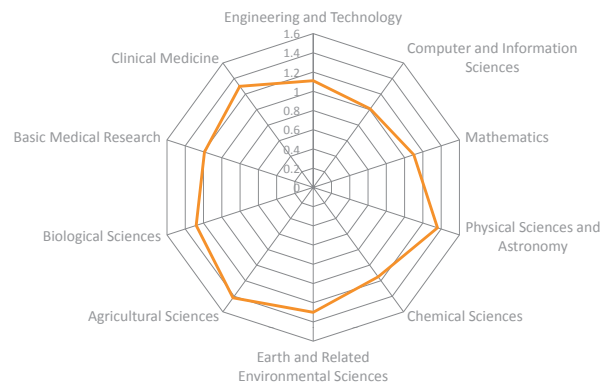 Engineering and Technology
Computer and Information
Sciences
Mathematics
Physical Sciences and
Astronomy
Chemical Sciences
Earth and Related
Environmental Sciences
Agricultural Sciences
Biological Sciences
Basic Medical Research
Clinical Medicine
1.6
1.4
1.2
1
0.8
0.6
0.4
0.2
0